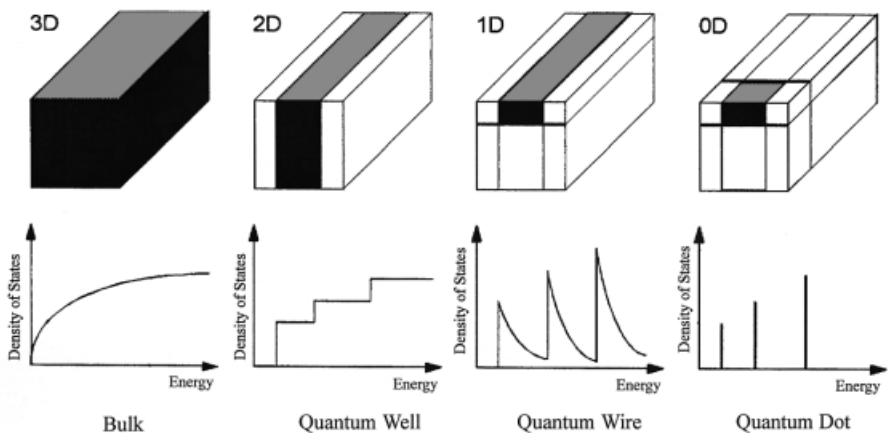 3D
2D
1D
0D
Density of States
Energy
Density of States
Energy
Density of States
Energy
Density of States
Energy
Bulk
Quantum Well
Quantum Wire
Quantum Dot